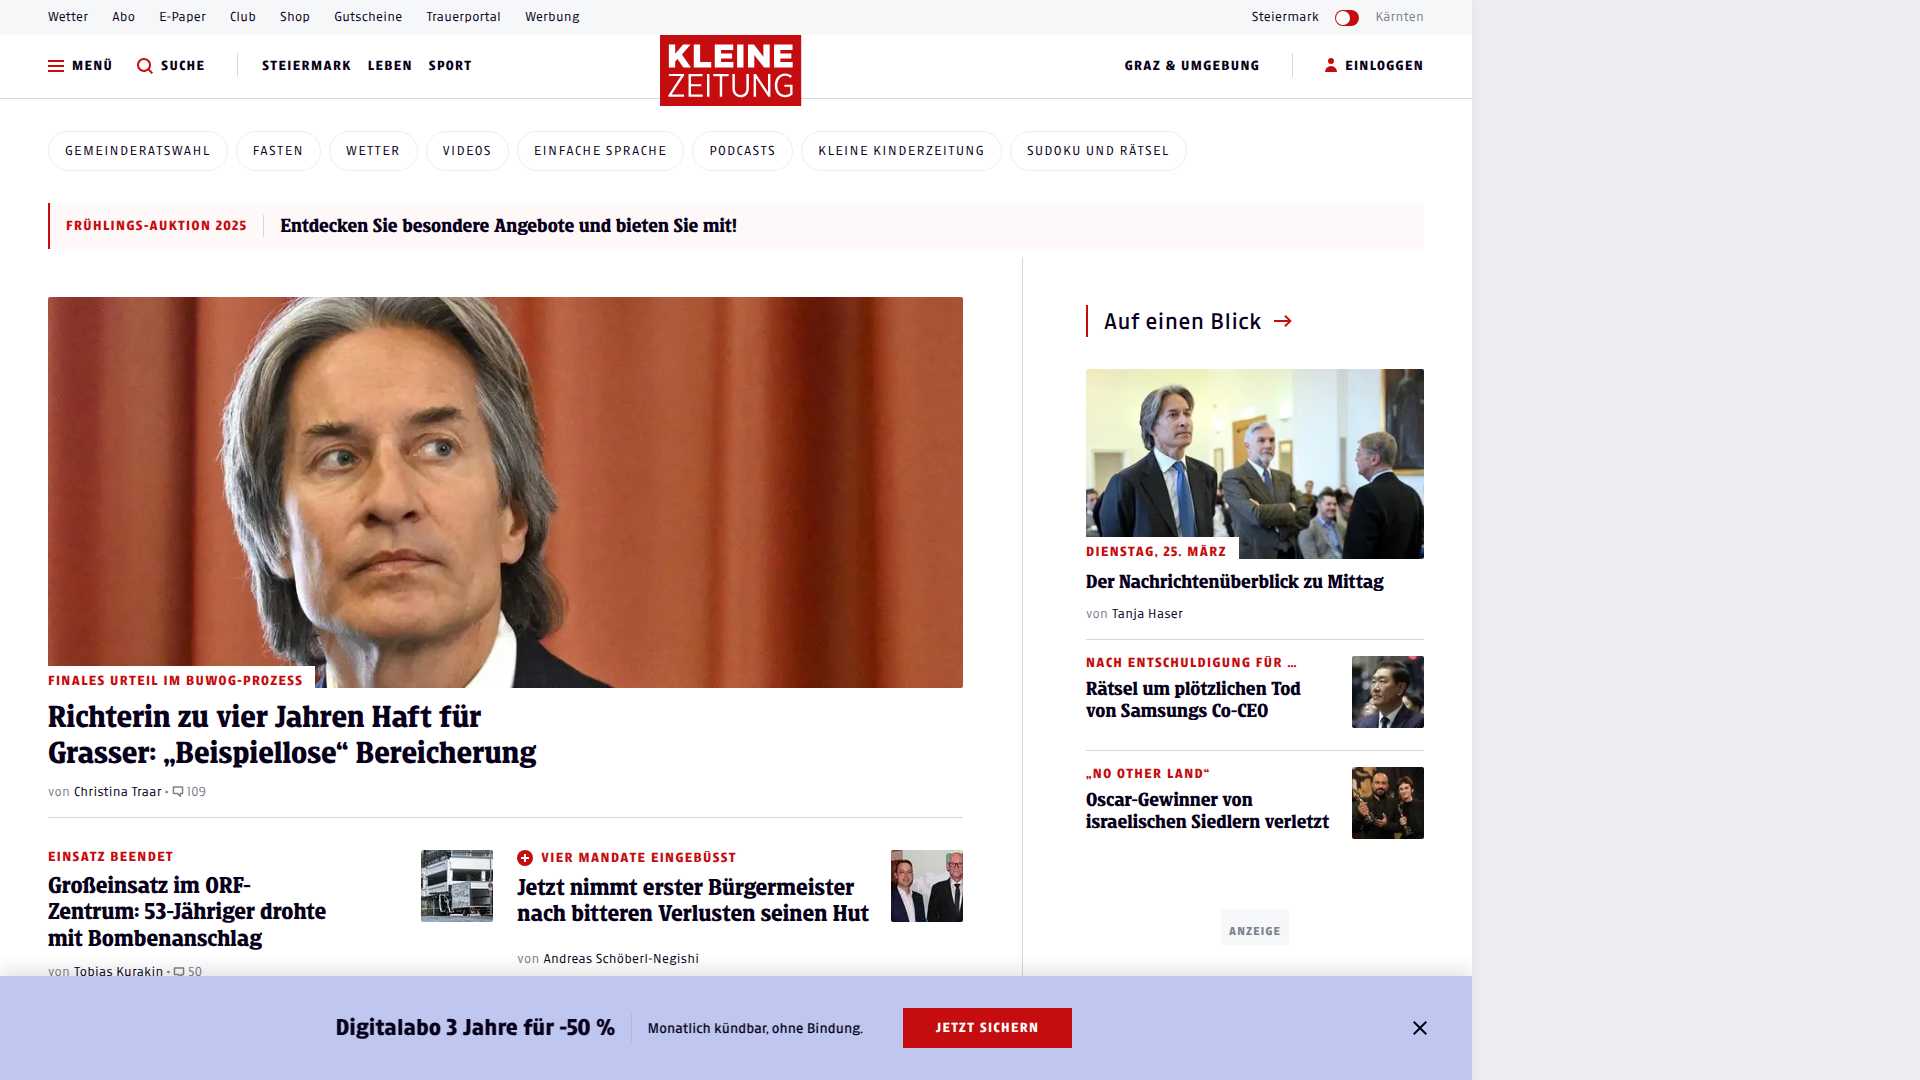 Wetter Abo E-Paper Club Shop Gutscheine Trauerportal Werbung Steiermark Kärnten
MENÜ SUCHE STEIERMARK LEBEN SPORT KLEINE ZEITUNG GRAZ & UMGEBUNG EINLOGGEN
GEMEINDERATSWAHL FASTEN WETTER VIDEOS EINFACHE SPRACHE PODCASTS KLEINE KINDERZEITUNG SUDOKU UND RÄTSEL
FRÜHLINGS-AUKTION 2025 Entdecken Sie besondere Angebote und bieten Sie mit!
FINALES URTEIL IM BUWOG-PROZESS
Richterin zu vier Jahren Haft für
Grasser: „Beispiellose“ Bereicherung
von Christina Traar • 109
EINSATZ BEENDET
Großeinsatz im ORF-
Zentrum: 53-Jähriger drohte
mit Bombenanschlag
von Tobias Kurakin • 50
VIER MANDATE EINGEBÜSST
Jetzt nimmt erster Bürgermeister
nach bitteren Verlusten seinen Hut
von Andreas Schöberl-Negishi
Auf einen Blick
DIENSTAG, 25. MÄRZ
Der Nachrichtenüberblick zu Mittag
von Tanja Haser
NACH ENTSCHULDIGUNG FÜR ...
Rätsel um plötzlichen Tod
von Samsungs Co-CEO
„NO OTHER LAND“
Oscar-Gewinner von
israelischen Siedlern verletzt
ANZEIGE
Digitalabo 3 Jahre für -50 % Monatlich kündbar, ohne Bindung. JETZT SICHERN